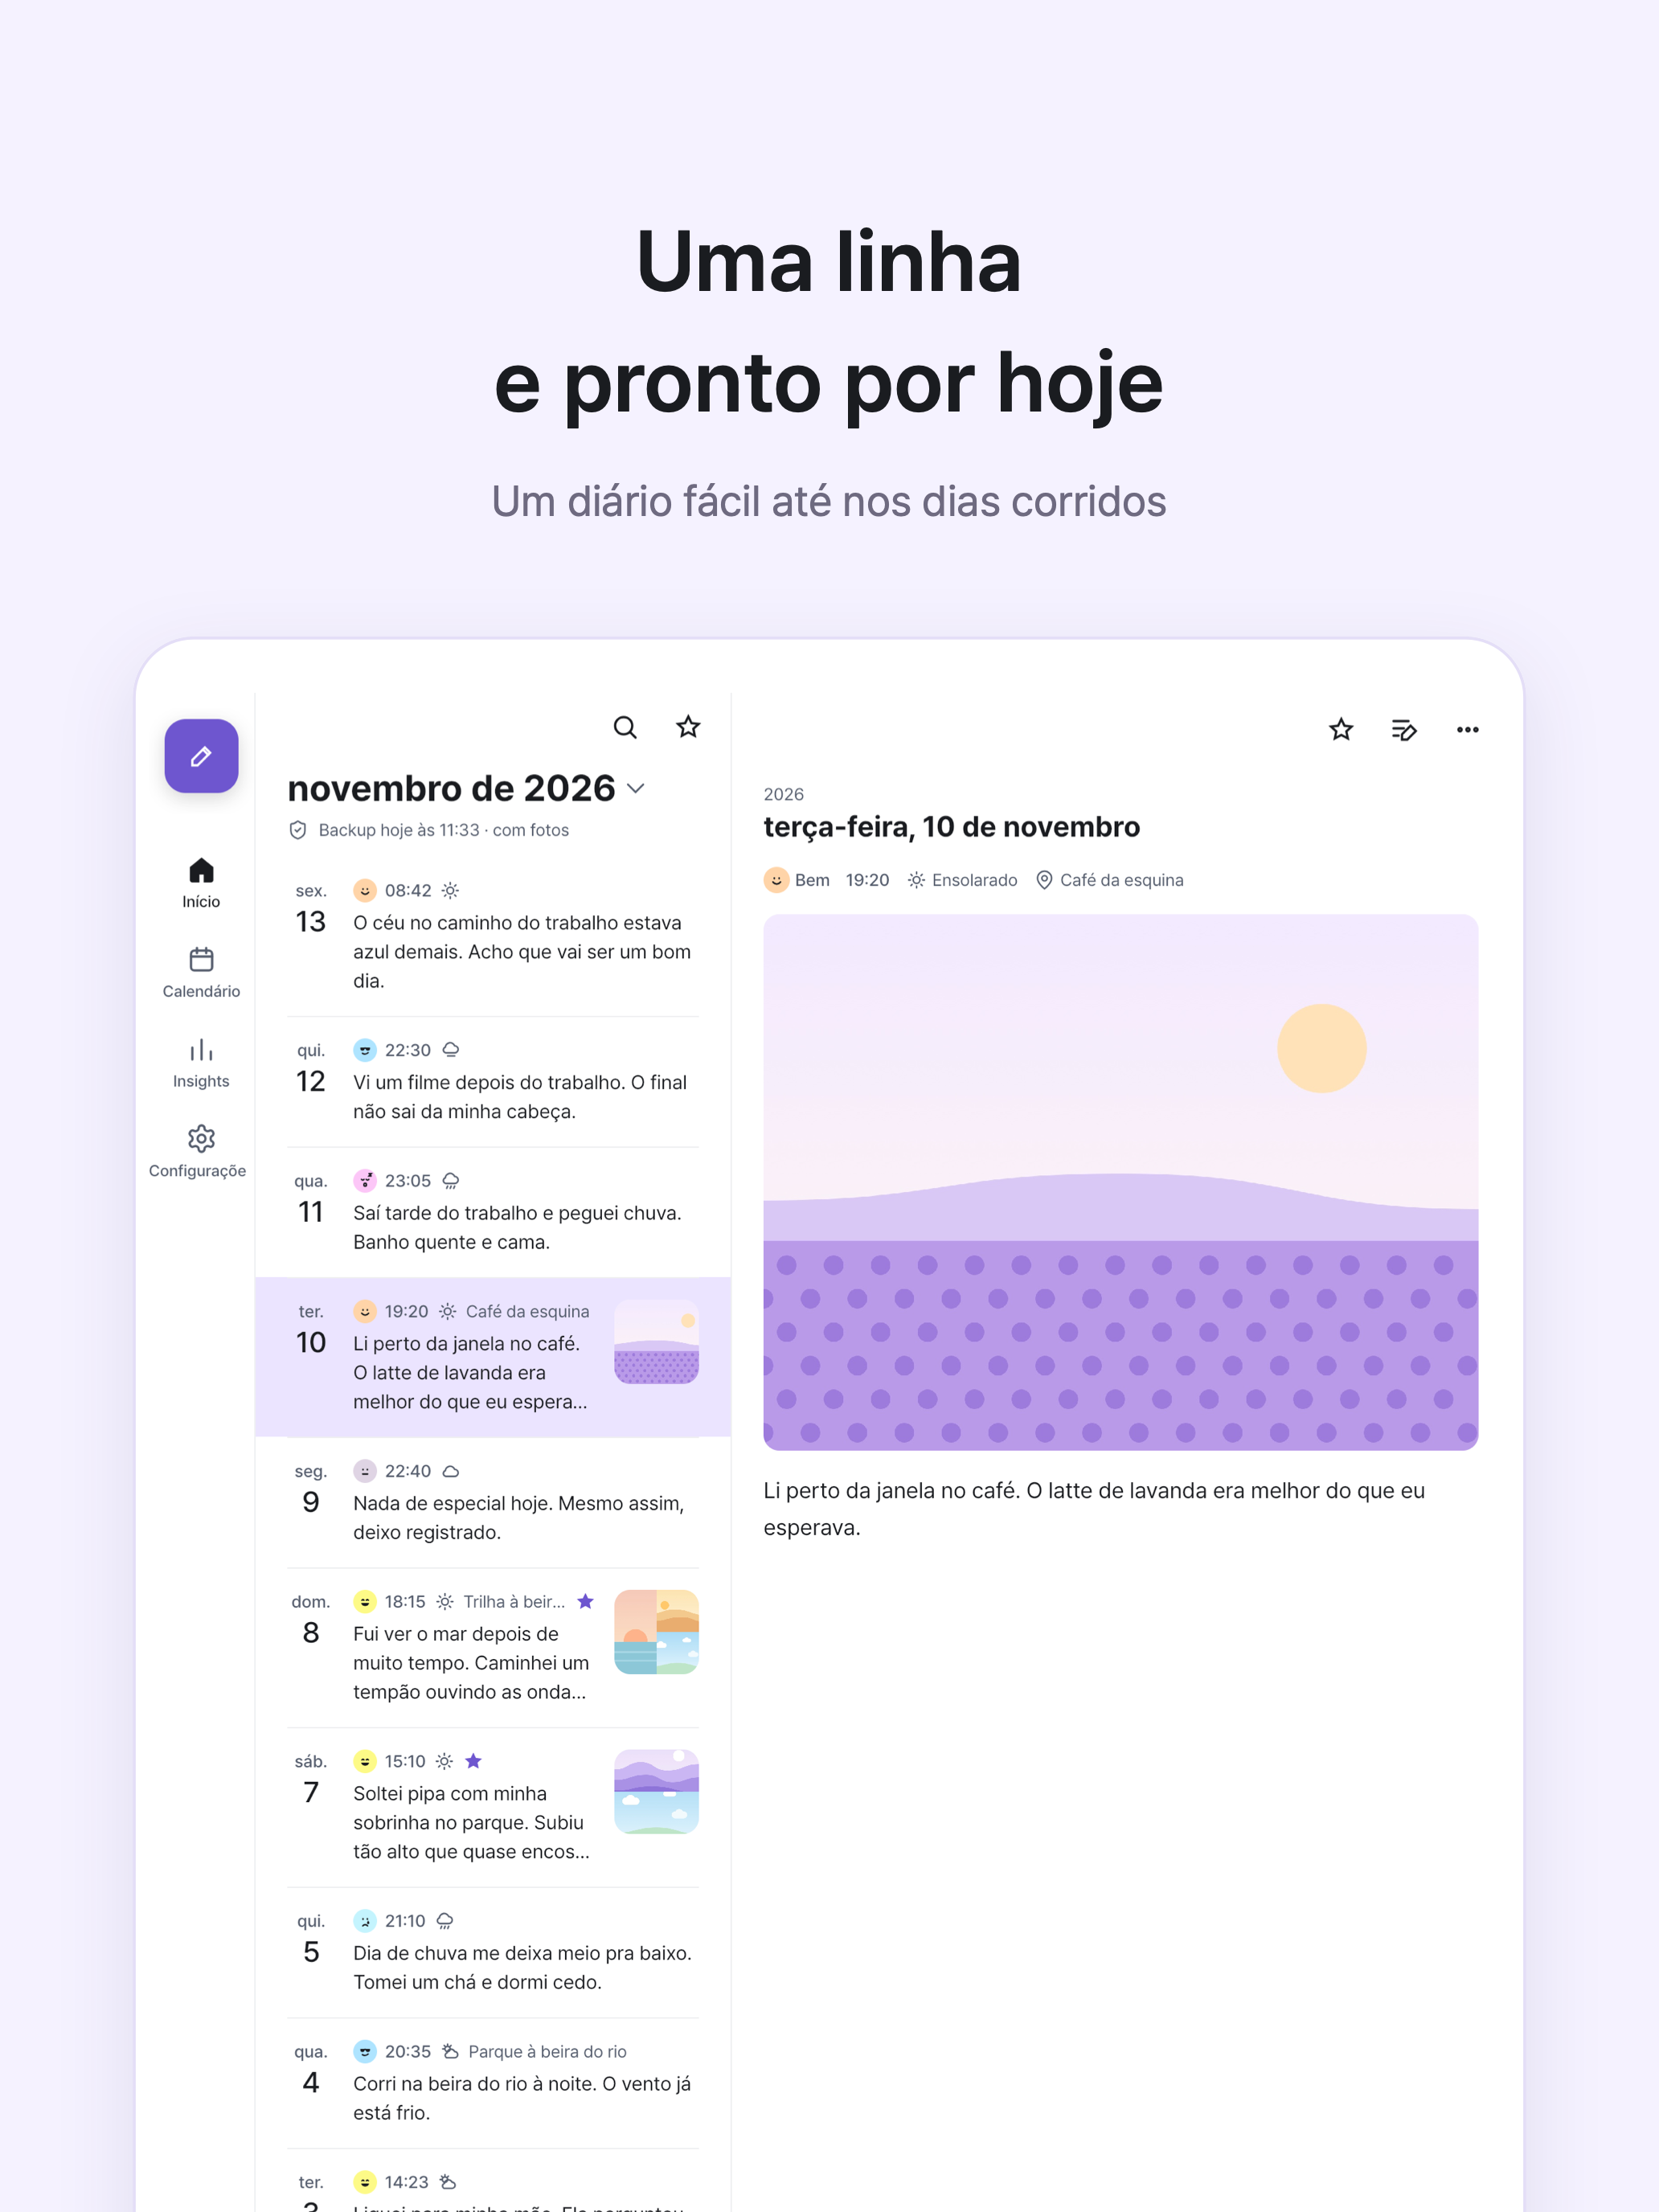 Uma linha
e pronto por hoje
Um diário fácil até nos dias corridos
Início
Calendário
Insights
Configuraçõe
novembro de 2026
Backup hoje às 11:33 · com fotos
sex.
13
08:42
O céu no caminho do trabalho estava
azul demais. Acho que vai ser um bom
dia.
qui.
12
22:30
Vi um filme depois do trabalho. O final
não sai da minha cabeça.
qua.
11
23:05
Saí tarde do trabalho e peguei chuva.
Banho quente e cama.
ter.
10
19:20 Café da esquina
Li perto da janela no café.
O latte de lavanda era
melhor do que eu espera...
seg.
9
22:40
Nada de especial hoje. Mesmo assim,
deixo registrado.
dom.
8
18:15 Trilha à beir...
Fui ver o mar depois de
muito tempo. Caminhei um
tempão ouvindo as onda...
sáb.
7
15:10
Soltei pipa com minha
sobrinha no parque. Subiu
tão alto que quase encos...
qui.
5
21:10
Dia de chuva me deixa meio pra baixo.
Tomei um chá e dormi cedo.
qua.
4
20:35 Parque à beira do rio
Corri na beira do rio à noite. O vento já
está frio.
ter.
3
14:23
2026
terça-feira, 10 de novembro
Bem 19:20 Ensolarado Café da esquina
Li perto da janela no café. O latte de lavanda era melhor do que eu
esperava.